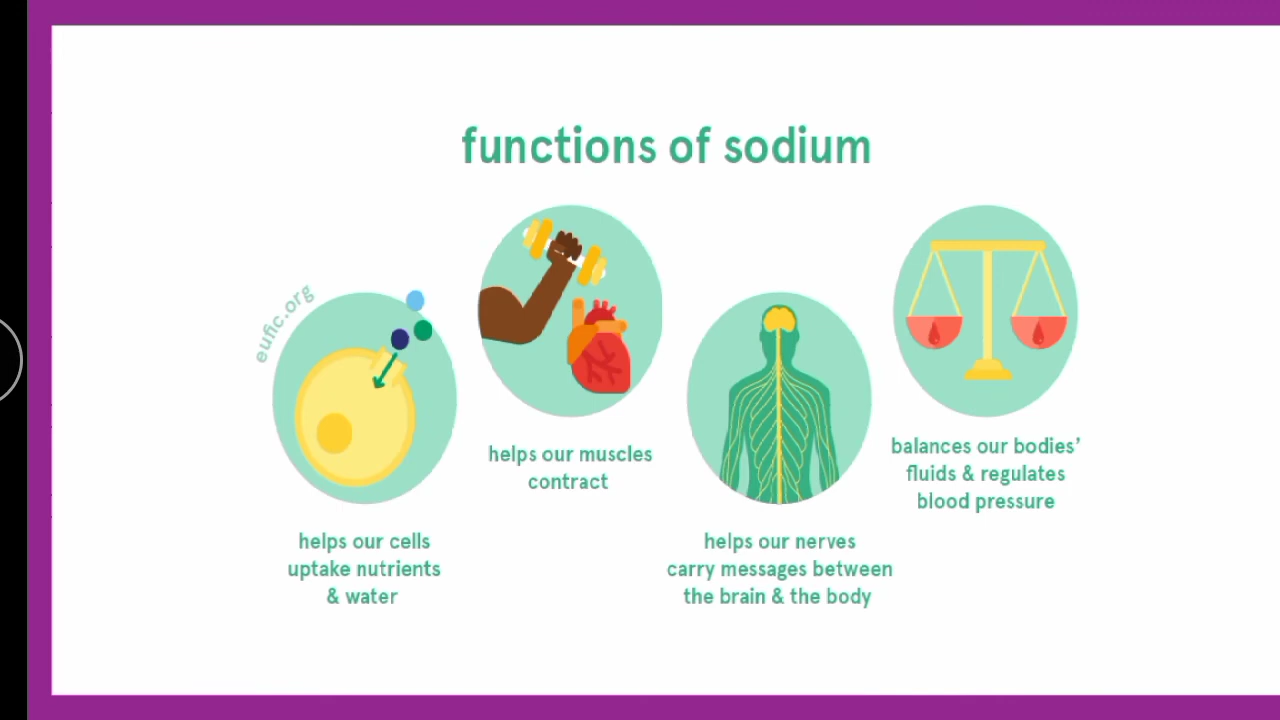 functions of sodium
eufic.org
helps our cells
uptake nutrients
& water
helps our muscles
contract
helps our nerves
carry messages between
the brain & the body
balances our bodies’
fluids & regulates
blood pressure